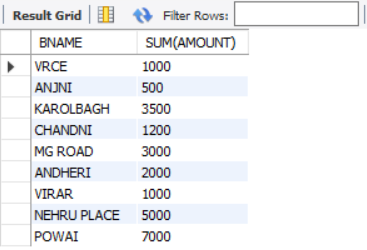 Result Grid Filter Rows:
BNAME SUM(AMOUNT)
VRCE 1000
ANJNI 500
KAROLBAGH 3500
CHANDNI 1200
MG ROAD 3000
ANDHERI 2000
VIRAR 1000
NEHRU PLACE 5000
POWAI 7000